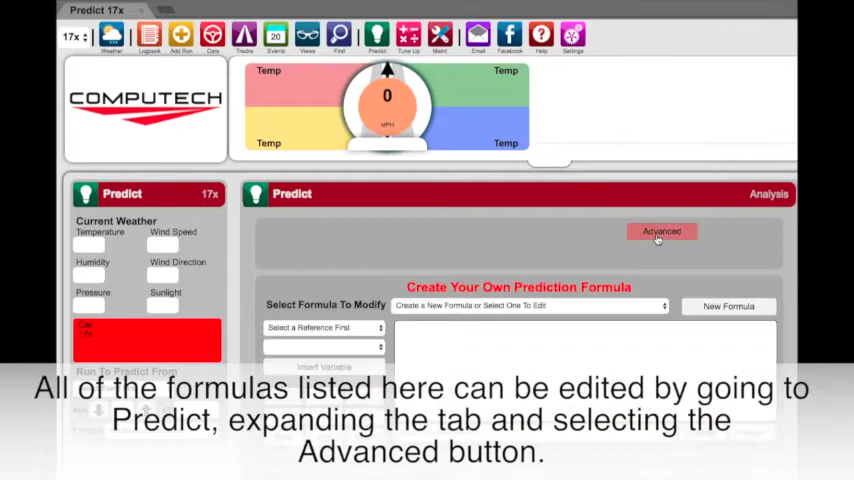 Predict 17x
17x
Weather
Logbook
Add Run
Cars
Tracks
Events
20
Views
Find
Predict
Tune Up
Maint.
Email
Facebook
Help
Settings
COMPUTECH
Temp
Temp
0
MPH
Temp
Temp
Predict 17x
Predict Analysis
Current Weather
Temperature Wind Speed
Humidity Wind Direction
Pressure Sunlight
Car
17x
Run To Predict From
Advanced
Create Your Own Prediction Formula
Select Formula To Modify
Create a New Formula or Select One To Edit
New Formula
Select a Reference First
Insert Variable
All of the formulas listed here can be edited by going to
Predict, expanding the tab and selecting the
Advanced button.